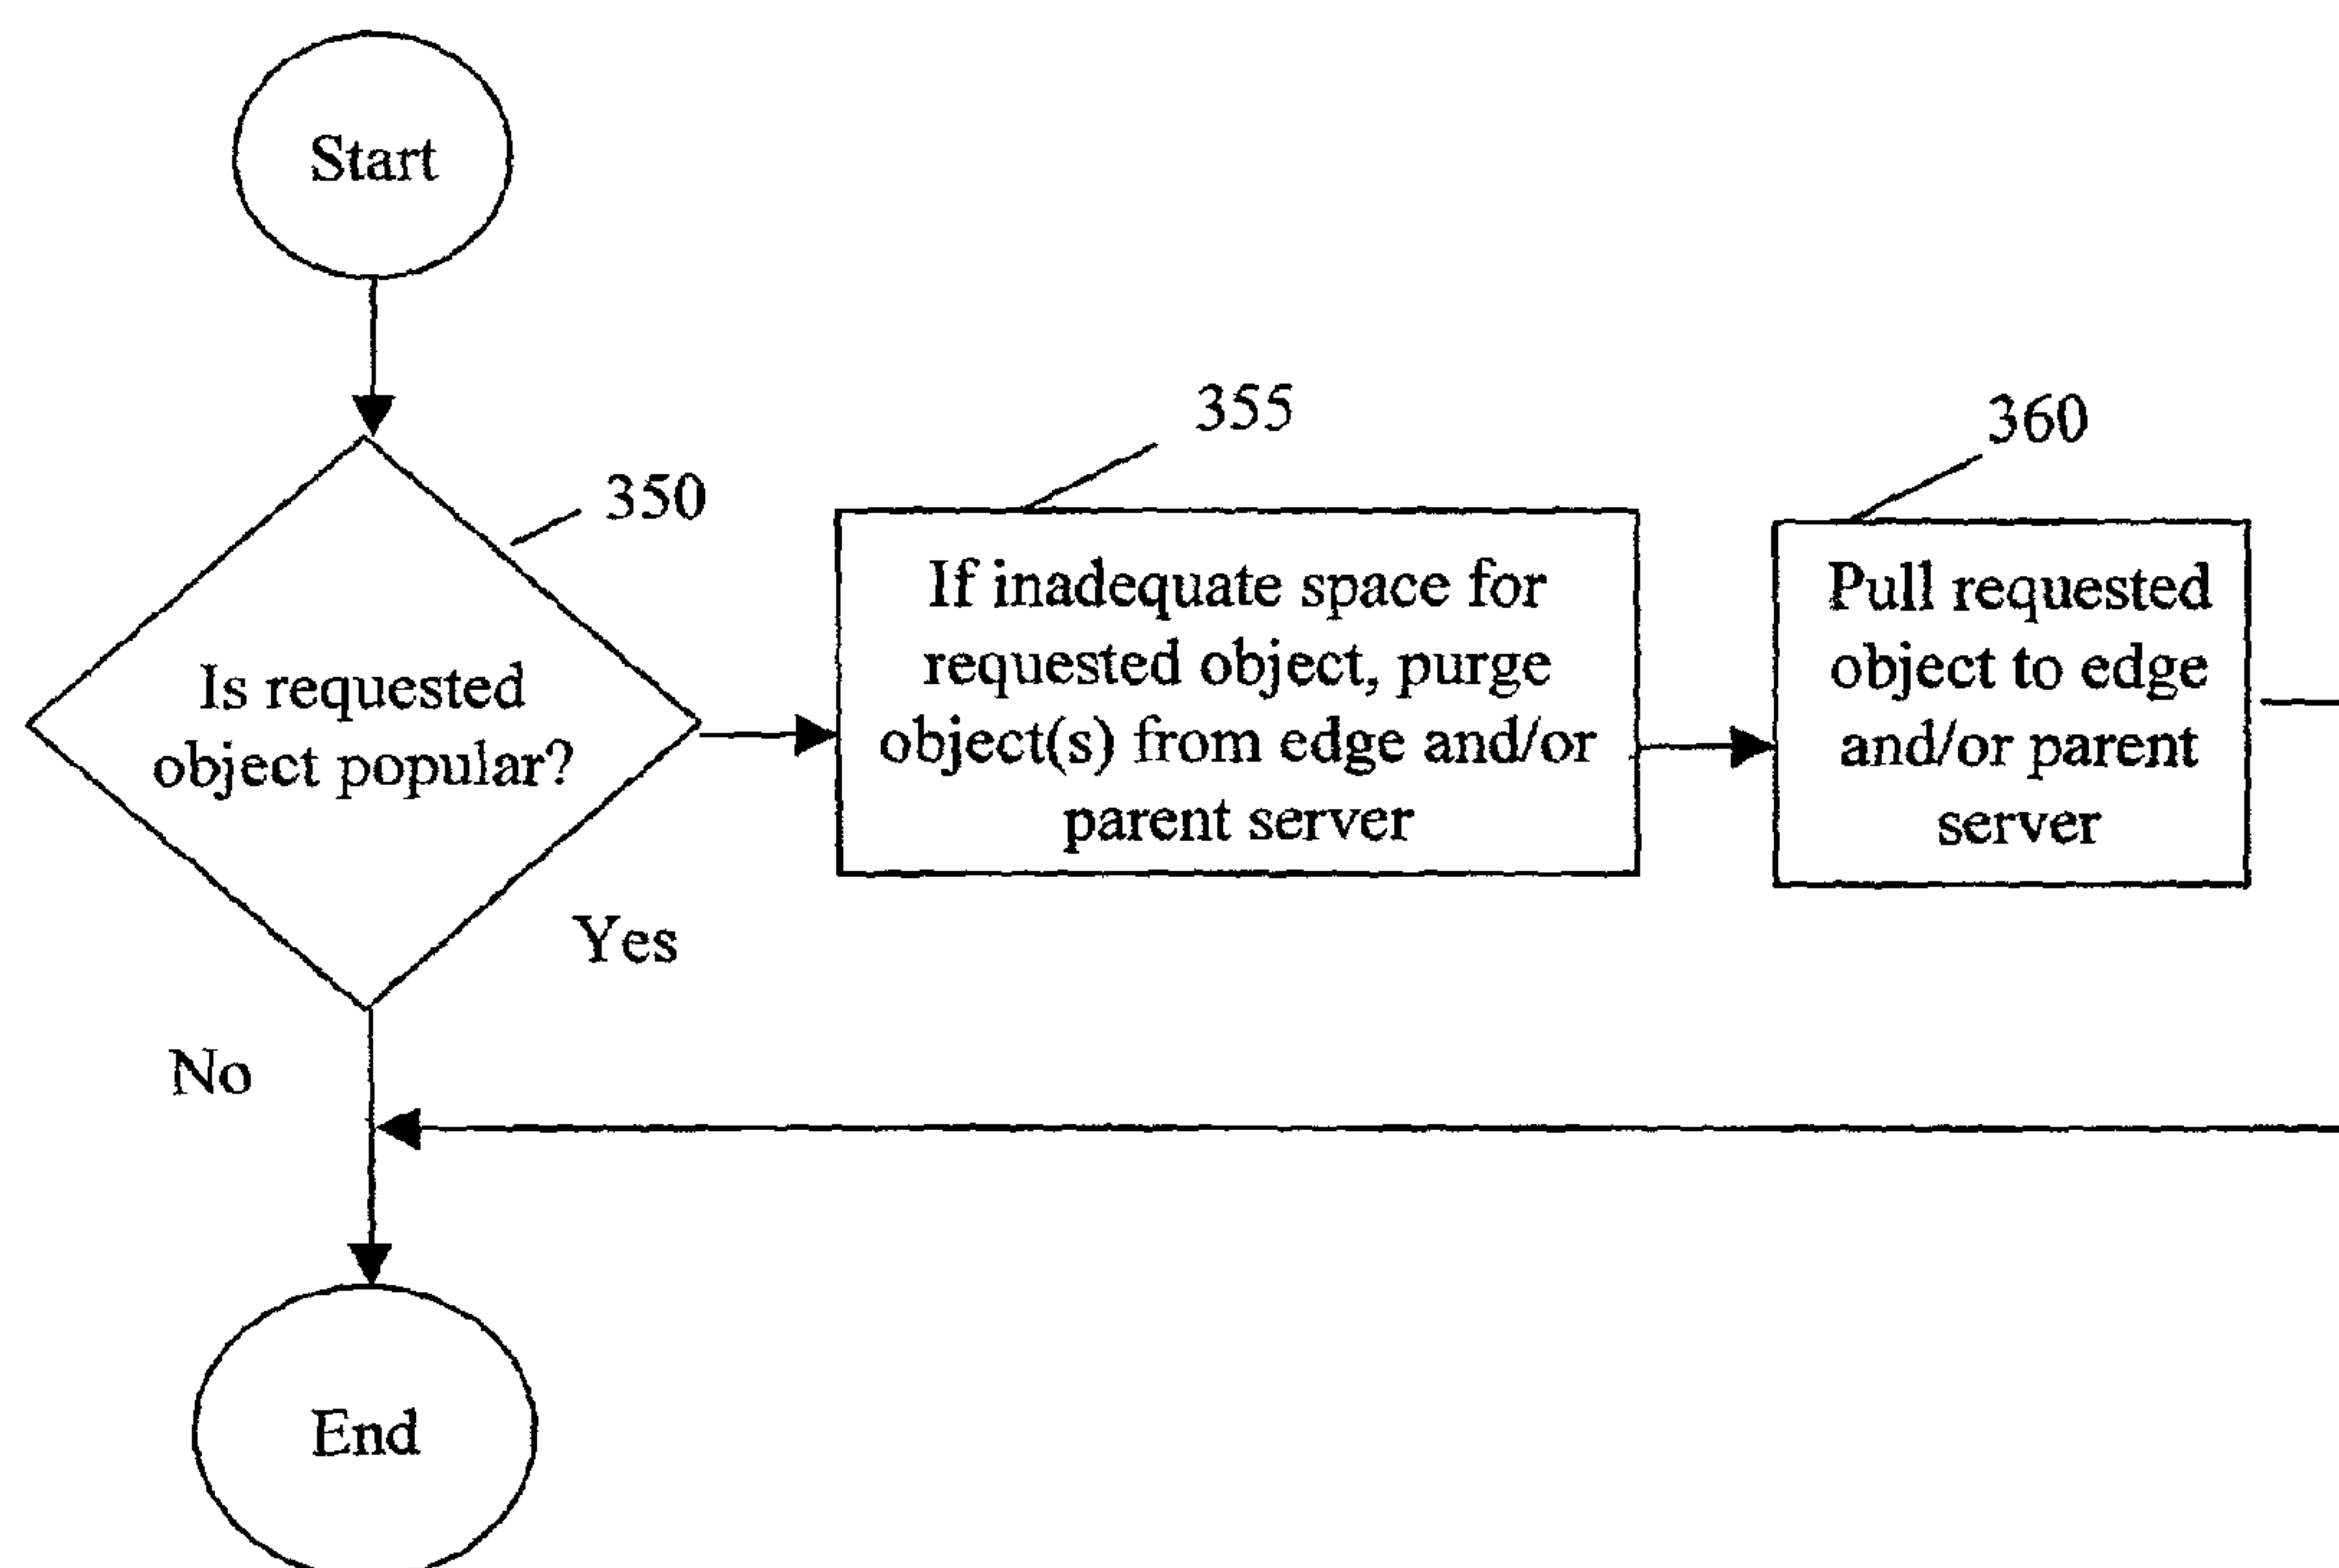 Start
350
Is requested
object popular?
355
If inadequate space for
requested object, purge
object(s) from edge and/or
parent server
360
Pull requested
object to edge
and/or parent
server
Yes
No
End